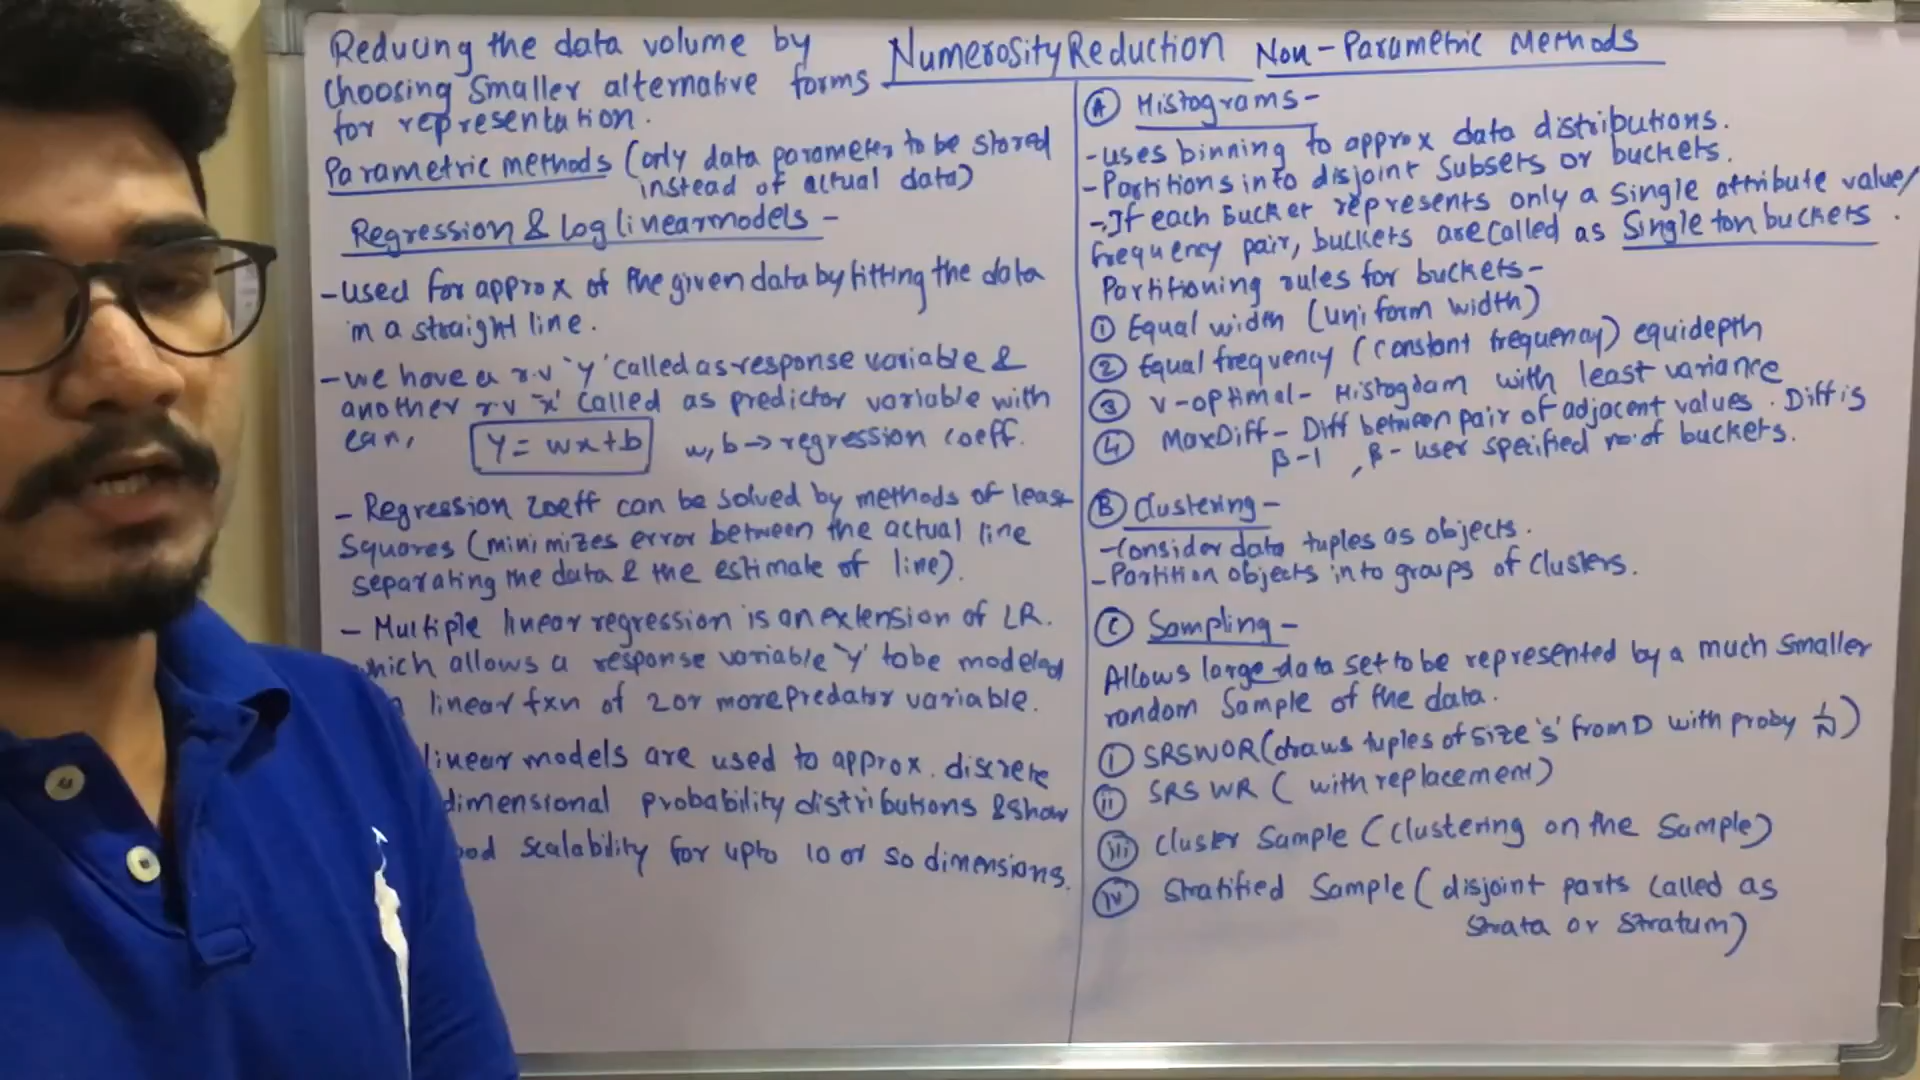 Numerosity Reduction
Reducing the data volume by
choosing smaller alternative forms
for representation.
Parametric methods (only data parameters to be stored
instead of actual data)
Regression & log linear models -
- used for approx of the given data by fitting the data
in a straight line.
- we have a r.v 'y' called as response variable &
another r v 'x' called as predictor variable with
eqn,
Y = wx+b
w, b → regression coeff.
- Regression coeff can be solved by methods of least
squares (minimizes error between the actual line
separating the data & the estimate of line).
- Multiple linear regression is an extension of LR.
which allows a response variable 'y' to be modeled
linear fxn of 2 or more predator variable.
linear models are used to approx. discrete
dimensional probability distributions & show
scalability for upto 10 or so dimensions.
Non-Parametric Methods
(A) Histograms -
- uses binning to approx data distributions.
- Partitions into disjoint subsets or buckets.
- If each bucket represents only a single attribute value/
frequency pair, buckets are called as Single ton buckets.
Partitioning rules for buckets -
① Equal width (uniform width)
② Equal frequency (constant frequency) equidepth
③ V-optimal - Histogram with least variance
④ MaxDiff - Diff between pair of adjacent values. Diff is
β-1 , β - user specified no. of buckets.
(B) Clustering -
- Consider data tuples as objects.
- Partition objects into groups of clusters.
(C) Sampling -
Allows large data set to be represented by a much smaller
random sample of the data.
(i) SRSWOR (draws tuples of size 's' from D with proby 1/N)
(ii) SRSWR ( with replacement)
(iii) Cluster Sample (clustering on the sample)
(iv) Stratified Sample ( disjoint parts called as
strata or stratum)